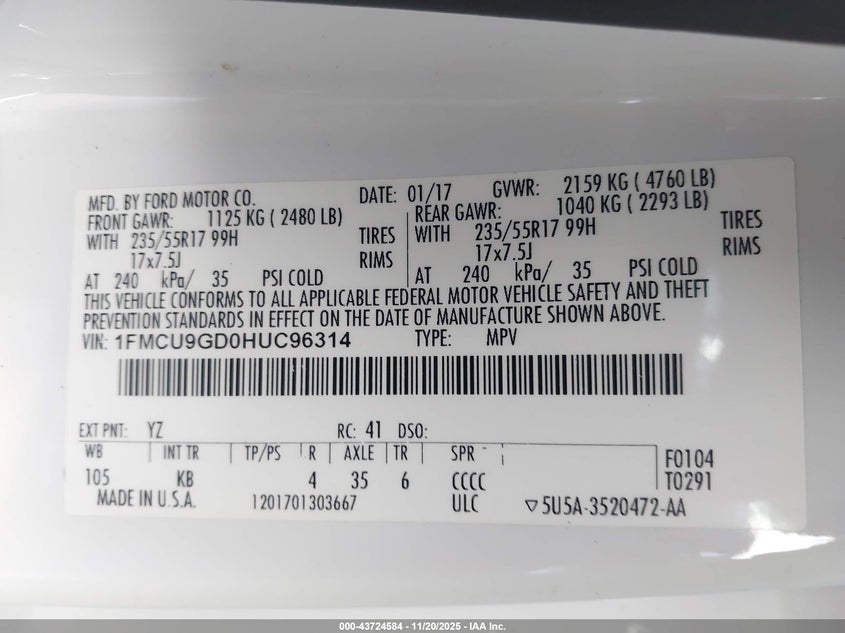 MFD. BY FORD MOTOR CO. DATE: 01/17 GVWR: 2159 KG ( 4760 LB)
FRONT GAWR: 1125 KG ( 2480 LB) REAR GAWR: 1040 KG ( 2293 LB)
WITH 235/55R17 99H TIRES WITH 235/55R17 99H TIRES
17x7.5J RIMS 17x7.5J RIMS
AT 240 kPa/ 35 PSI COLD AT 240 kPa/ 35 PSI COLD
THIS VEHICLE CONFORMS TO ALL APPLICABLE FEDERAL MOTOR VEHICLE SAFETY AND THEFT
PREVENTION STANDARDS IN EFFECT ON THE DATE OF MANUFACTURE SHOWN ABOVE.
VIN: 1FMCU9GD0HUC96314 TYPE: MPV
EXT PNT: YZ RC: 41 DSO:
WB INT TR TP/PS R AXLE TR SPR F0104
105 KB 4 35 6 CCCC T0291
MADE IN U.S.A. 1201701303667 ULC ▽5U5A-3520472-AA
000-43724584 | 11/20/2025 - IAA Inc.